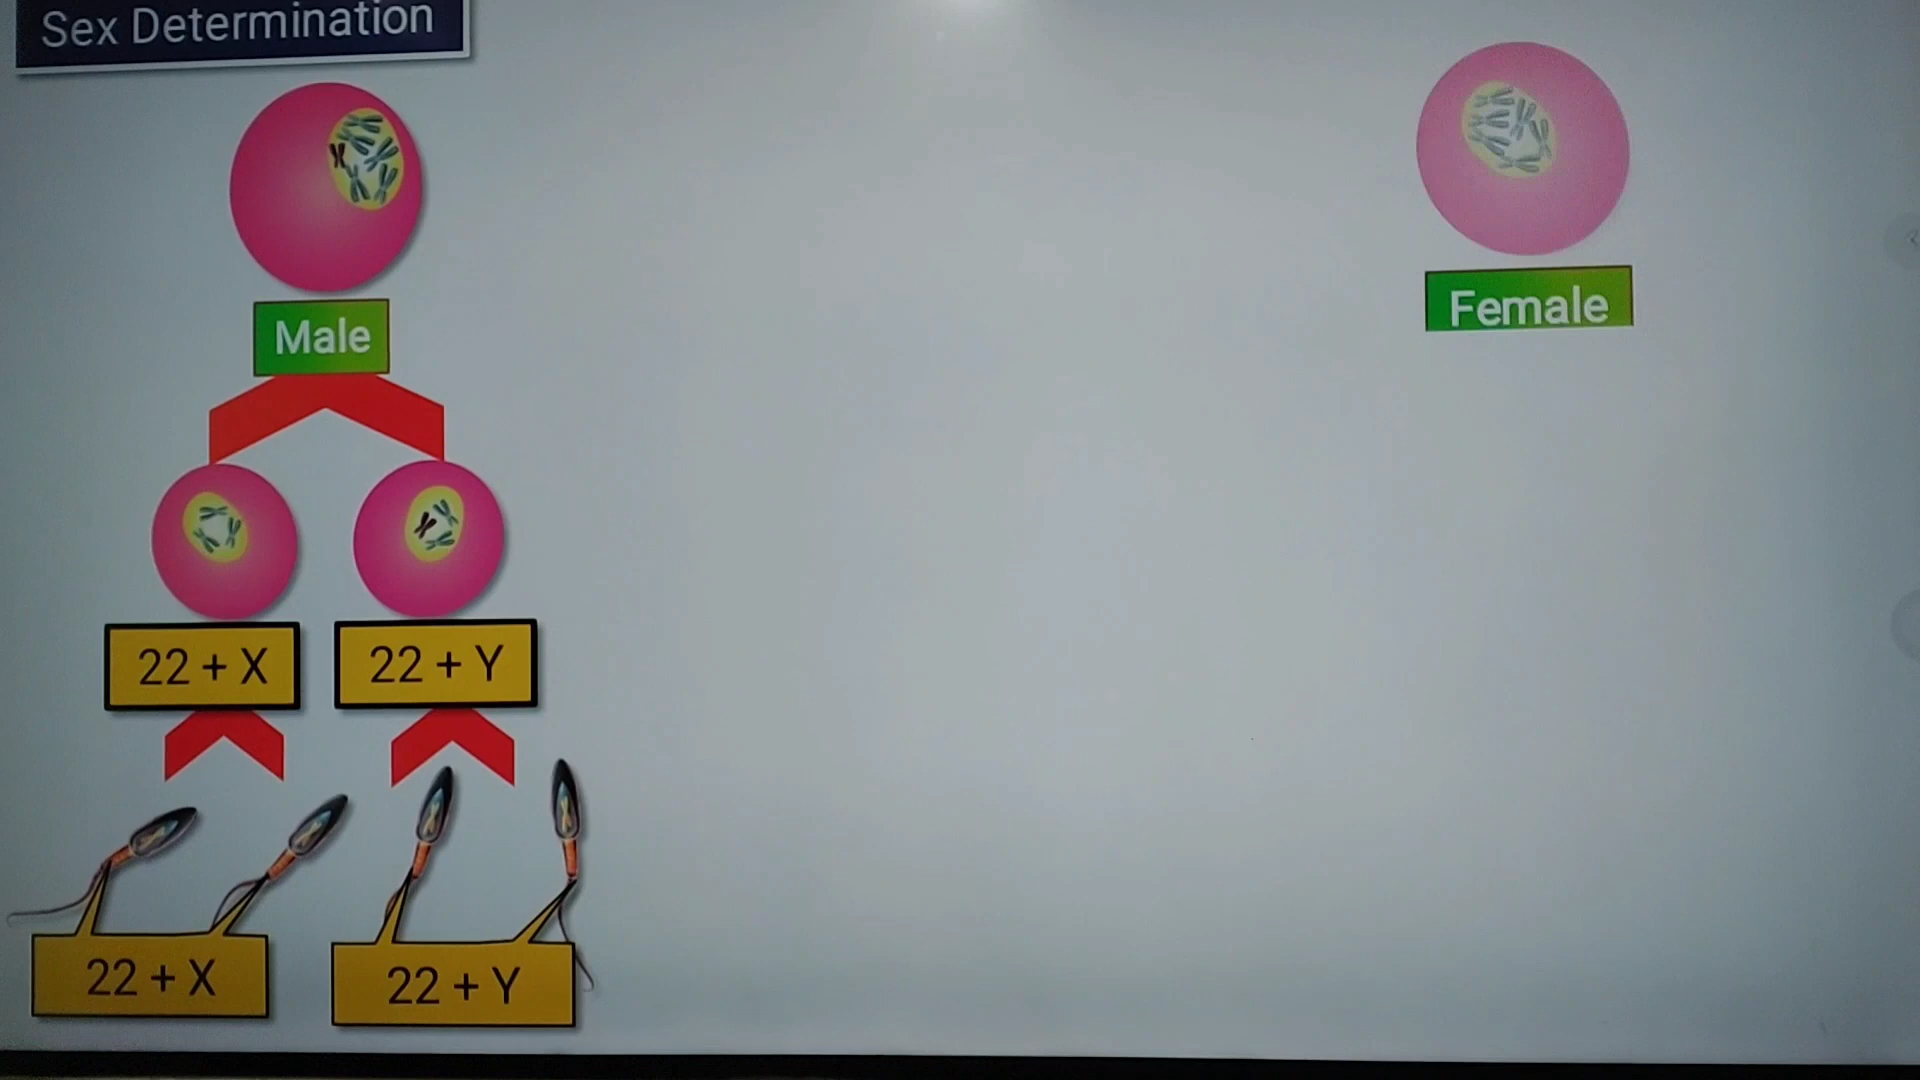 Sex Determination
Male
Female
22 + X
22 + Y
22 + X
22 + Y